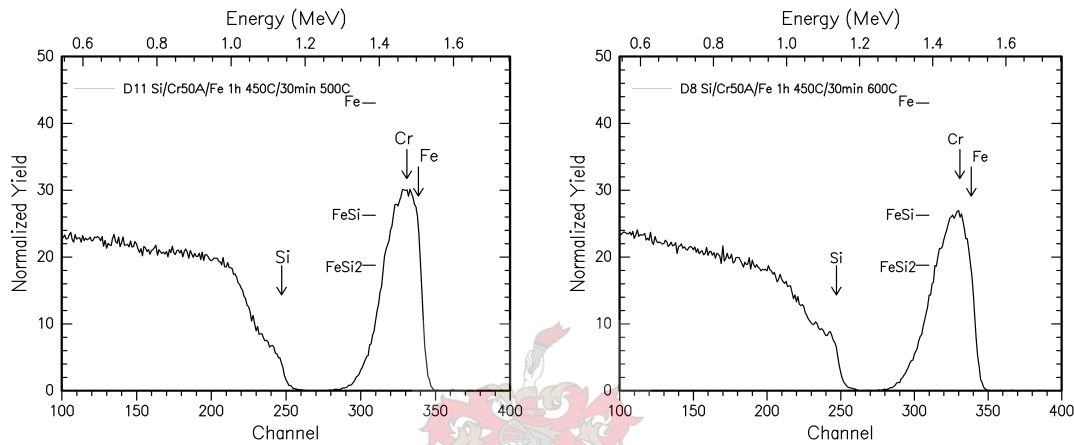 Energy (MeV)
0.6 0.8 1.0 1.2 1.4 1.6
50
D11 Si/Cr50A/Fe 1h 450C/30min 500C
Fe
40
Cr
Fe
30
FeSi
Si
FeSi2
20
10
0
Normalized Yield
100 150 200 250 300 350 400
Channel
Energy (MeV)
0.6 0.8 1.0 1.2 1.4 1.6
50
D8 Si/Cr50A/Fe 1h 450C/30min 600C
Fe
40
Cr
Fe
30
FeSi
Si
FeSi2
20
10
0
Normalized Yield
100 150 200 250 300 350 400
Channel